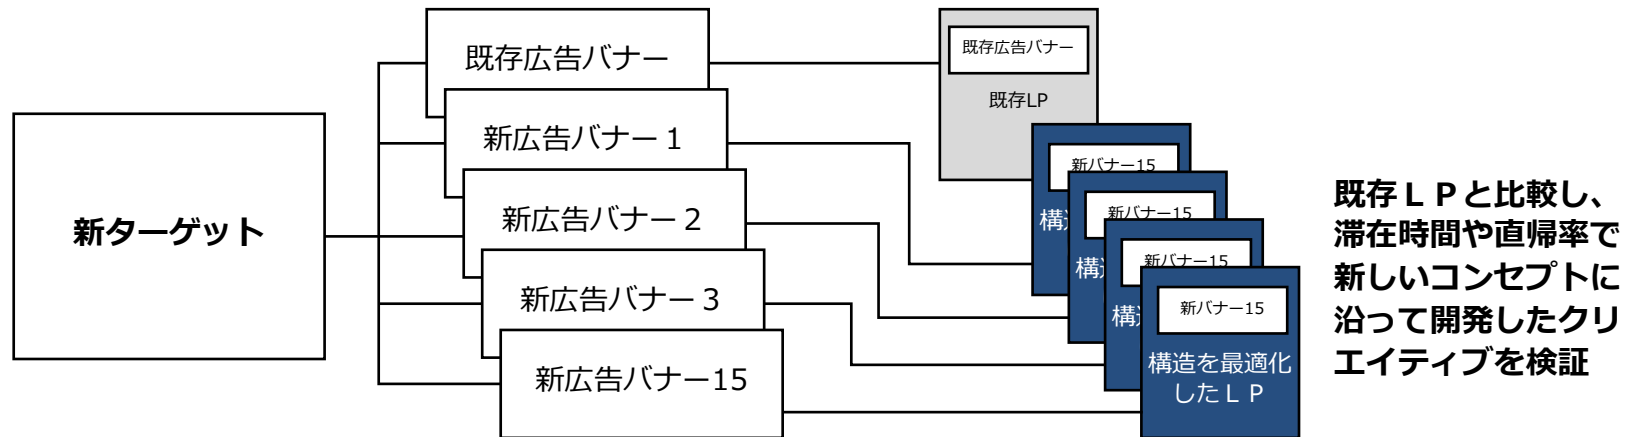 新ターゲット
既存広告バナー
新広告バナー１
新広告バナー２
新広告バナー３
新広告バナー15
既存広告バナー
既存LP
新バナー15
構造
新バナー15
構造
新バナー15
構造
新バナー15
構造を最適化
したＬＰ
既存ＬＰと比較し、
滞在時間や直帰率で
新しいコンセプトに
沿って開発したクリ
エイティブを検証